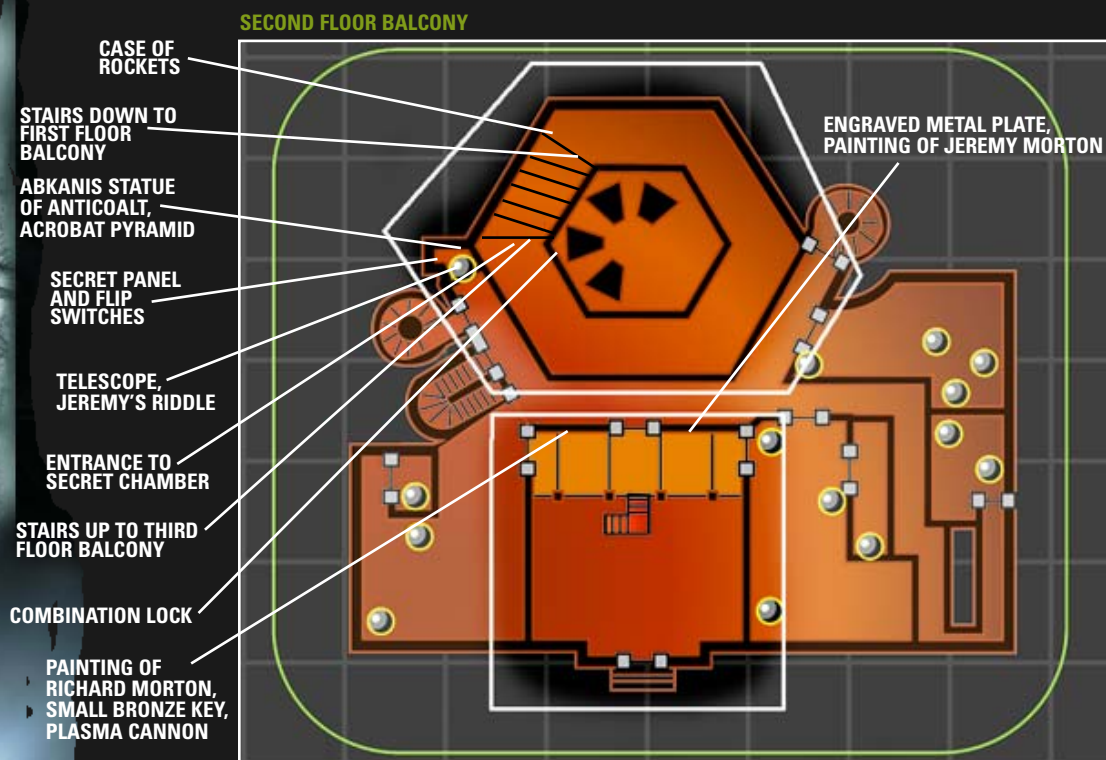 SECOND FLOOR BALCONY
CASE OF
ROCKETS
STAIRS DOWN TO
FIRST FLOOR
BALCONY
ABKANIS STATUE
OF ANTICOALT,
ACROBAT PYRAMID
SECRET PANEL
AND FLIP
SWITCHES
TELESCOPE,
JEREMY'S RIDDLE
ENTRANCE TO
SECRET CHAMBER
STAIRS UP TO THIRD
FLOOR BALCONY
COMBINATION LOCK
PAINTING OF
RICHARD MORTON,
SMALL BRONZE KEY,
PLASMA CANNON
ENGRAVED METAL PLATE,
PAINTING OF JEREMY MORTON